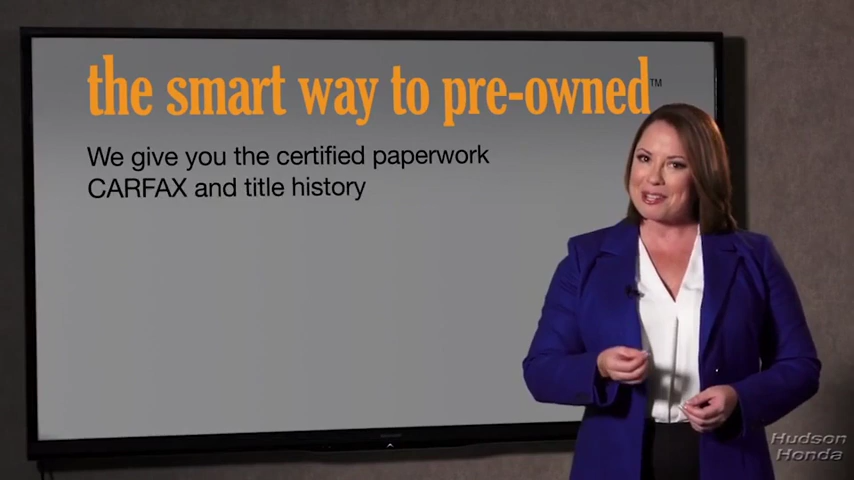 the smart way to pre-owned™
We give you the certified paperwork
CARFAX and title history
Hudson
Honda